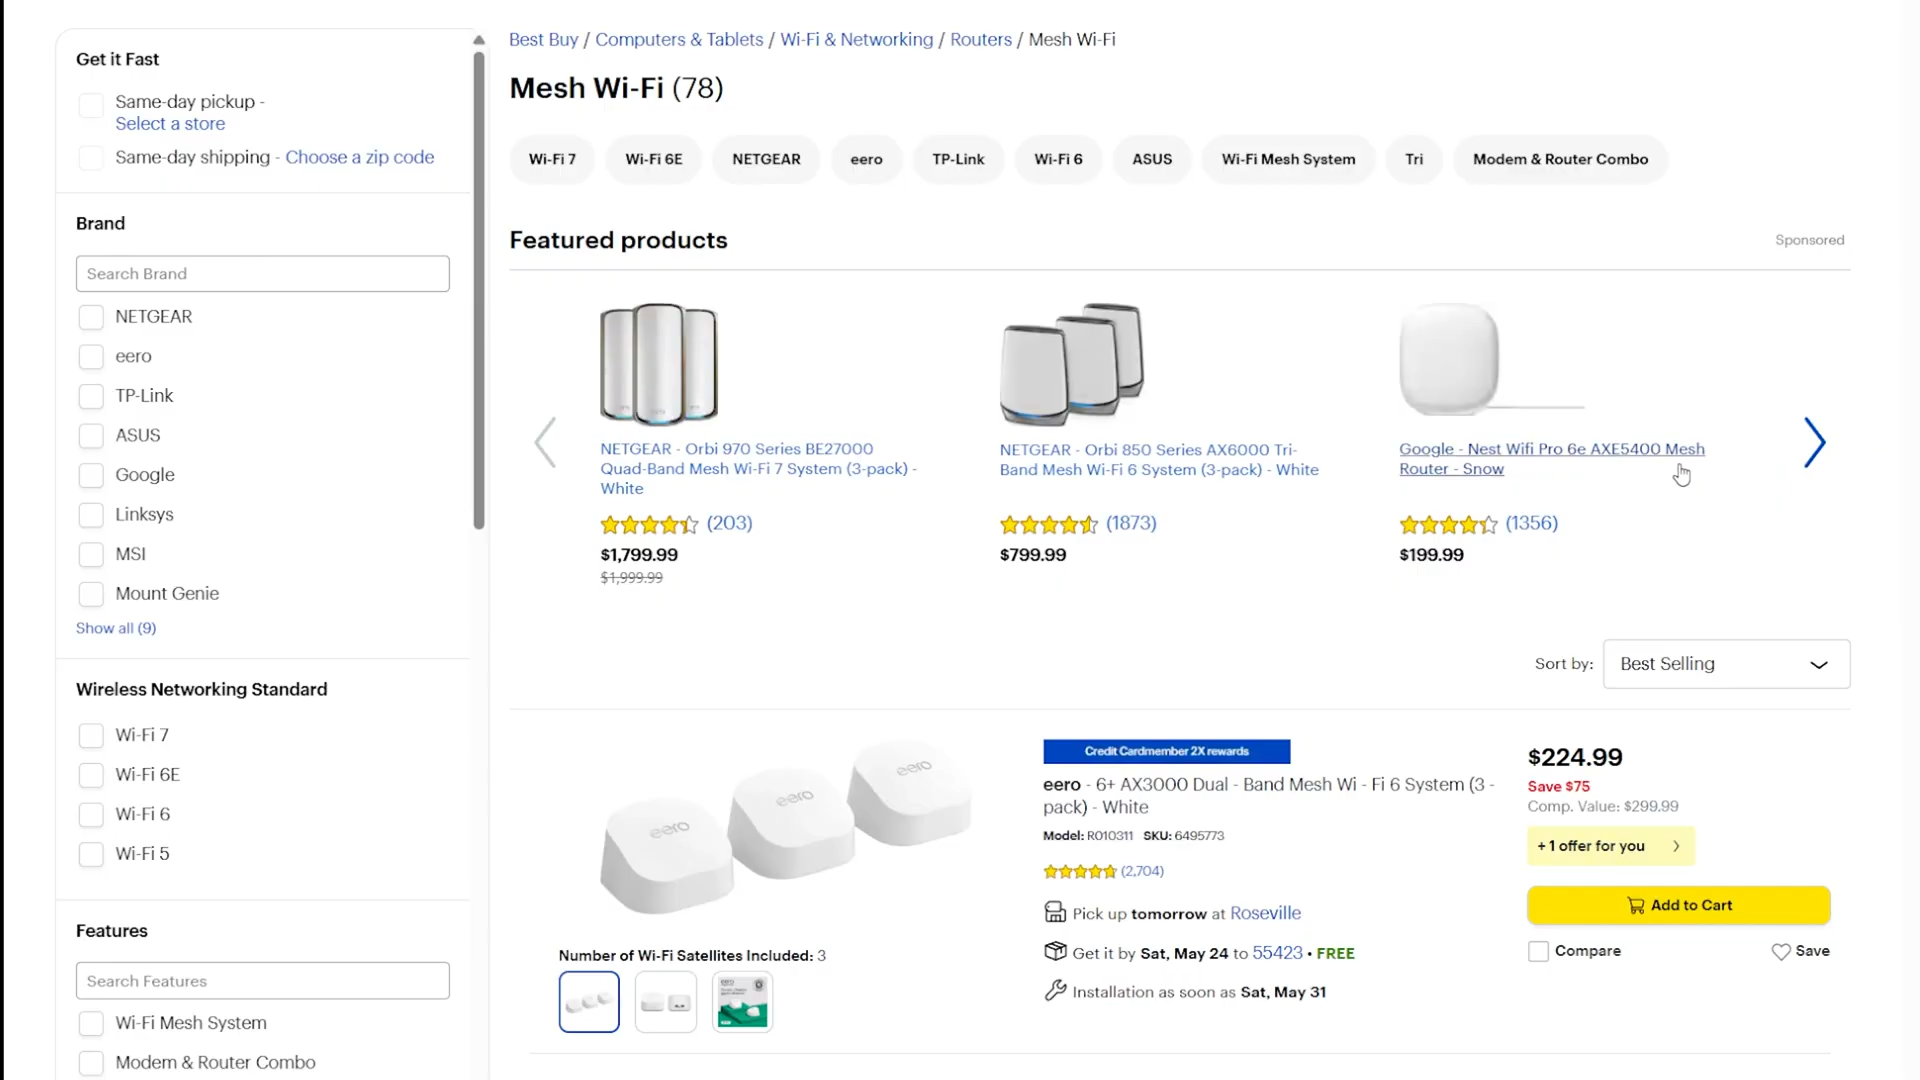 Get it Fast
Same-day pickup -
Select a store
Same-day shipping - Choose a zip code
Brand
Search Brand
NETGEAR
eero
TP-Link
ASUS
Google
Linksys
MSI
Mount Genie
Show all (9)
Wireless Networking Standard
Wi-Fi 7
Wi-Fi 6E
Wi-Fi 6
Wi-Fi 5
Features
Search Features
Wi-Fi Mesh System
Modem & Router Combo
Best Buy / Computers & Tablets / Wi-Fi & Networking / Routers / Mesh Wi-Fi
Mesh Wi-Fi (78)
Wi-Fi 7 Wi-Fi 6E NETGEAR eero TP-Link Wi-Fi 6 ASUS Wi-Fi Mesh System Tri Modem & Router Combo
Featured products
Sponsored
NETGEAR - Orbi 970 Series BE27000
Quad-Band Mesh Wi-Fi 7 System (3-pack) -
White
(203)
$1,799.99
$1,999.99
NETGEAR - Orbi 850 Series AX6000 Tri-
Band Mesh Wi-Fi 6 System (3-pack) - White
(1873)
$799.99
Google - Nest Wifi Pro 6e AXE5400 Mesh
Router - Snow
(1356)
$199.99
Sort by: Best Selling
eero
eero
eero
Number of Wi-Fi Satellites Included: 3
Credit Cardmember 2X rewards
eero - 6+ AX3000 Dual - Band Mesh Wi - Fi 6 System (3 -
pack) - White
Model: R010311 SKU: 6495773
(2,704)
Pick up tomorrow at Roseville
Get it by Sat, May 24 to 55423 • FREE
Installation as soon as Sat, May 31
$224.99
Save $75
Comp. Value: $299.99
+ 1 offer for you
Add to Cart
Compare
Save